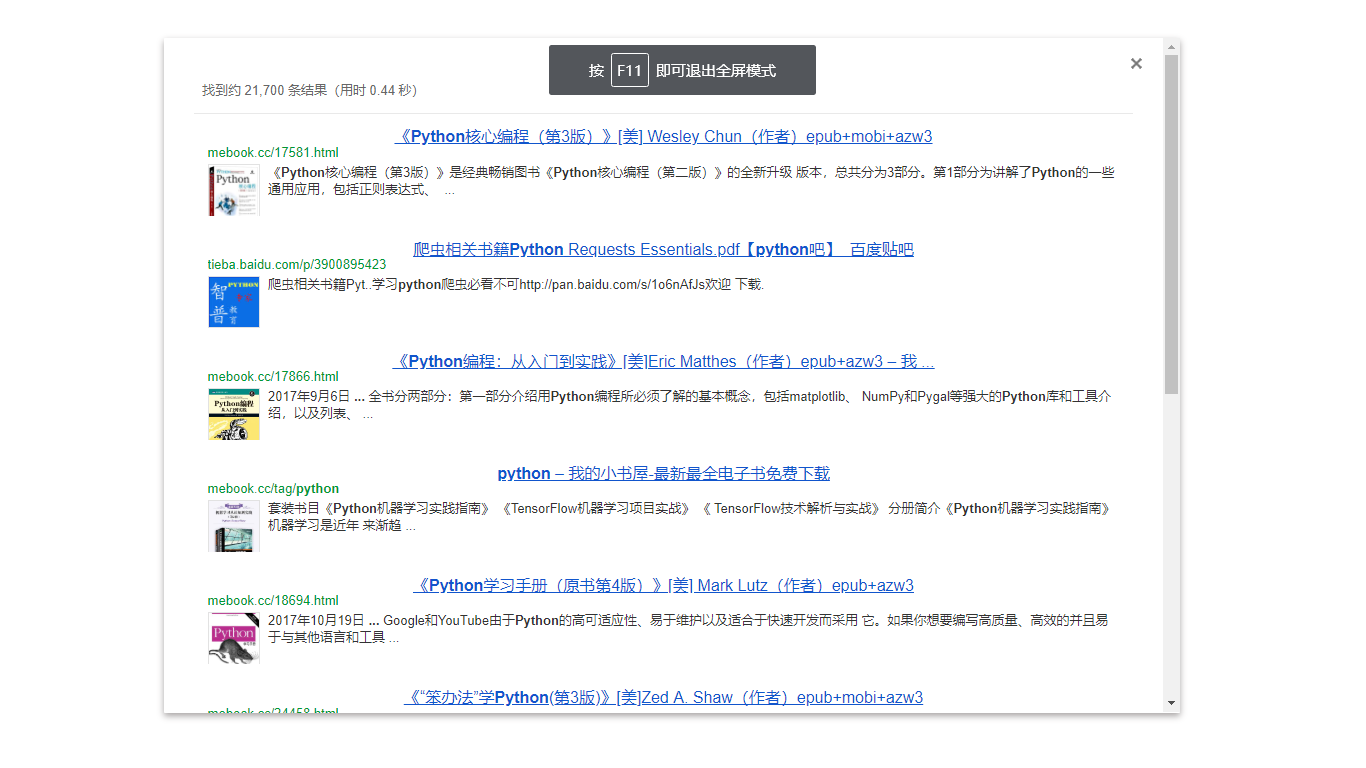 按 F11 即可退出全屏模式
找到约 21,700 条结果（用时 0.44 秒）
《Python核心编程（第3版）》[美] Wesley Chun（作者）epub+mobi+azw3
mebook.cc/17581.html
《Python核心编程（第3版）》是经典畅销图书《Python核心编程（第二版）》的全新升级 版本，总共分为3部分。第1部分为讲解了Python的一些
通用应用，包括正则表达式、 ...
Python
爬虫相关书籍Python Requests Essentials.pdf【python吧】_百度贴吧
tieba.baidu.com/p/3900895423
爬虫相关书籍Pyt..学习python爬虫必看不可http://pan.baidu.com/s/1o6nAfJs欢迎 下载.
智 PYTHON
普 教
育
《Python编程：从入门到实践》[美]Eric Matthes（作者）epub+azw3 – 我 ...
mebook.cc/17866.html
2017年9月6日 ... 全书分两部分：第一部分介绍用Python编程所必须了解的基本概念，包括matplotlib、 NumPy和Pygal等强大的Python库和工具介
绍，以及列表、 ...
Python编程
从入门到实践
python – 我的小书屋-最新最全电子书免费下载
mebook.cc/tag/python
套装书目《Python机器学习实践指南》 《TensorFlow机器学习项目实战》 《 TensorFlow技术解析与实战》 分册简介《Python机器学习实践指南》
机器学习是近年 来渐趋 ...
《Python学习手册（原书第4版）》[美] Mark Lutz（作者）epub+azw3
mebook.cc/18694.html
2017年10月19日 ... Google和YouTube由于Python的高可适应性、易于维护以及适合于快速开发而采用 它。如果你想要编写高质量、高效的并且易
于与其他语言和工具 ...
Python
《“笨办法”学Python(第3版)》[美]Zed A. Shaw（作者）epub+mobi+azw3
mebook.cc/24458.html